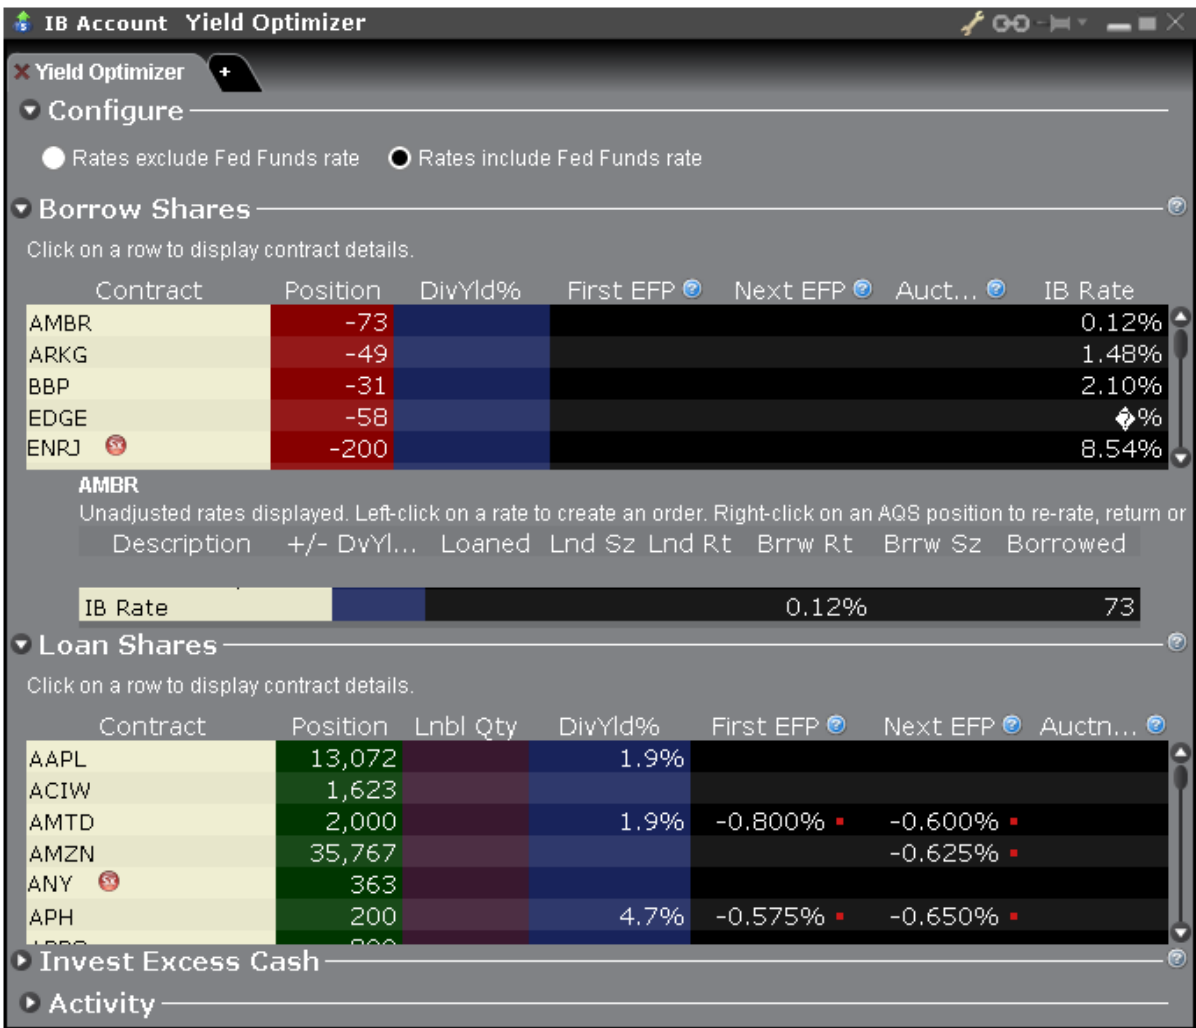 IB Account Yield Optimizer
Yield Optimizer +
Configure
Rates exclude Fed Funds rate Rates include Fed Funds rate
Borrow Shares
Click on a row to display contract details.
Contract Position DivYld% First EFP ? Next EFP ? Auct... ? IB Rate
AMBR -73 0.12%
ARKG -49 1.48%
BBP -31 2.10%
EDGE -58 �%
ENRJ SX -200 8.54%
AMBR
Unadjusted rates displayed. Left-click on a rate to create an order. Right-click on an AQS position to re-rate, return or
Description +/- DvYl... Loaned Lnd Sz Lnd Rt Brrw Rt Brrw Sz Borrowed
IB Rate 0.12% 73
Loan Shares
Click on a row to display contract details.
Contract Position Lnbl Qty DivYld% First EFP ? Next EFP ? Auctn... ?
AAPL 13,072 1.9%
ACIW 1,623
AMTD 2,000 1.9% -0.800% -0.600%
AMZN 35,767 -0.625%
ANY SX 363
APH 200 4.7% -0.575% -0.650%
Invest Excess Cash
Activity